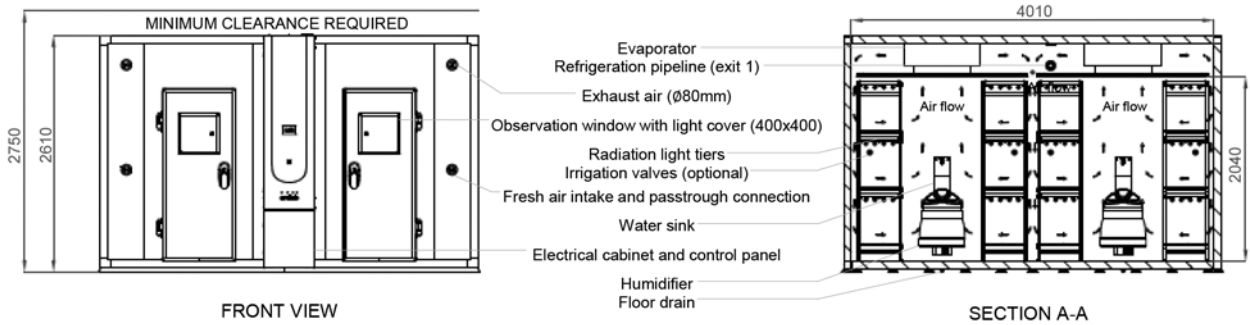 MINIMUM CLEARANCE REQUIRED
2750
2610
FRONT VIEW
Evaporator
Refrigeration pipeline (exit 1)
Exhaust air (Ø80mm)
Observation window with light cover (400x400)
Radiation light tiers
Irrigation valves (optional)
Fresh air intake and passtrough connection
Water sink
Electrical cabinet and control panel
Humidifier
Floor drain
4010
Air flow
Air flow
2040
SECTION A-A